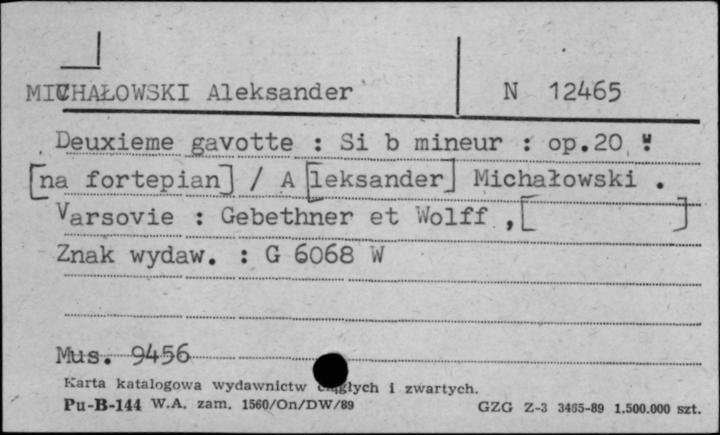 MICHAŁOWSKI Aleksander N 12465
Deuxieme gavotte : Si b mineur : op.20
[na fortepian] / A [leksander] Michałowski .
Varsovie : Gebethner et Wolff ,[ ]
Znak wydaw. : G 6068 W
Mus. 9456
Karta katalogowa wydawnictw ciągłych i zwartych.
Pu-B-144 W.A. zam. 1560/On/DW/89 GZG Z-3 3465-89 1.500.000 szt.